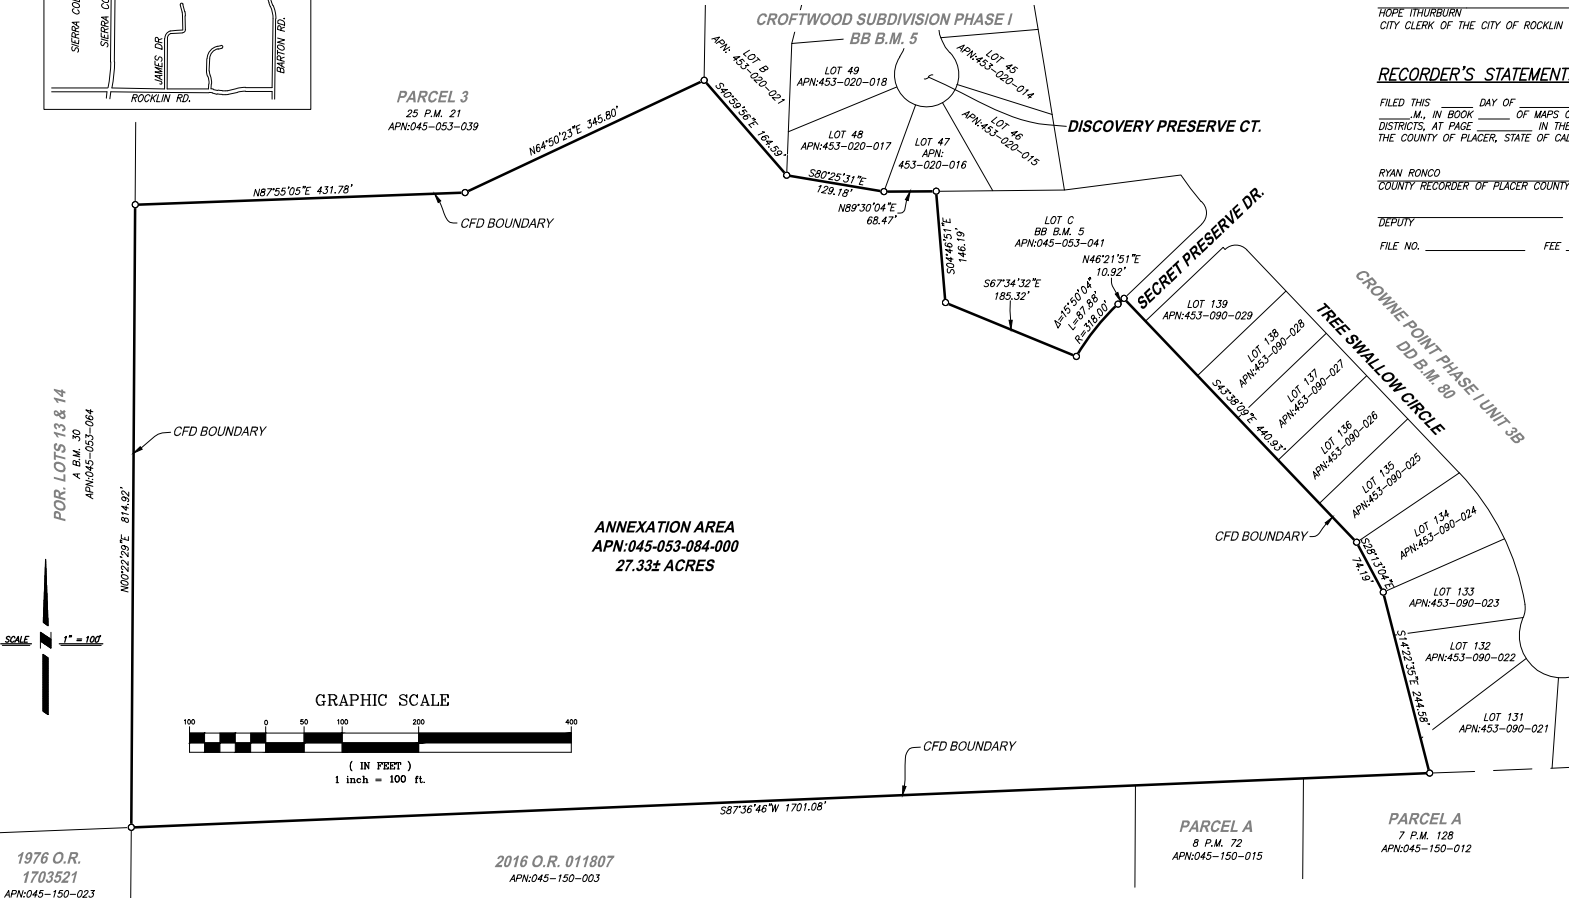 SIERRA
SIERRA
JAMES DR
BARTON RD.
ROCKLIN RD.
CROFTWOOD SUBDIVISION PHASE I
BB B.M. 5
LOT B
APN: 453-020-021
LOT 49
APN:453-020-018
LOT 45
APN:453-020-014
LOT 48
APN:453-020-017
LOT 47
APN:
453-020-016
LOT 46
APN:453-020-015
DISCOVERY PRESERVE CT.
HOPE ITHURBURN
CITY CLERK OF THE CITY OF ROCKLIN
RECORDER'S STATEMENT:
FILED THIS ______ DAY OF
______.M., IN BOOK ______ OF MAPS
DISTRICTS, AT PAGE ______ IN THE
THE COUNTY OF PLACER, STATE OF
RYAN RONCO
COUNTY RECORDER OF PLACER COUNTY
DEPUTY
FILE NO. ______ FEE
PARCEL 3
25 P.M. 21
APN:045-053-039
N87°55'05"E 431.78'
N64°50'23"E 345.80'
S40°59'56"E 164.59'
S80°25'31"E
129.18'
N89°30'04"E
68.47'
CFD BOUNDARY
S04°46'51"E
146.19'
LOT C
BB B.M. 5
APN:045-053-041
S67°34'32"E
185.32'
Δ=15°50'04"
L=87.88'
R=318.00'
N46°21'51"E
10.92'
SECRET PRESERVE DR.
LOT 139
APN:453-090-029
LOT 138
APN:453-090-028
LOT 137
APN:453-090-027
LOT 136
APN:453-090-026
LOT 135
APN:453-090-025
LOT 134
APN:453-090-024
LOT 133
APN:453-090-023
LOT 132
APN:453-090-022
LOT 131
APN:453-090-021
TREE SWALLOW CIRCLE
CROWNE POINT PHASE I UNIT 3B
DD B.M. 80
S43°38'09"E 440.93'
CFD BOUNDARY
S28°13'04"E
74.19'
S14°22'35"E 244.58'
POR. LOTS 13 & 14
A B.M. 30
APN:045-053-064
CFD BOUNDARY
N00°22'29"E 814.92'
ANNEXATION AREA
APN:045-053-084-000
27.33± ACRES
SCALE 1" = 100'
GRAPHIC SCALE
100 0 50 100 200 400
( IN FEET )
1 inch = 100 ft.
CFD BOUNDARY
S87°36'46"W 1701.08'
1976 O.R.
1703521
APN:045-150-023
2016 O.R. 011807
APN:045-150-003
PARCEL A
8 P.M. 72
APN:045-150-015
PARCEL A
7 P.M. 128
APN:045-150-012